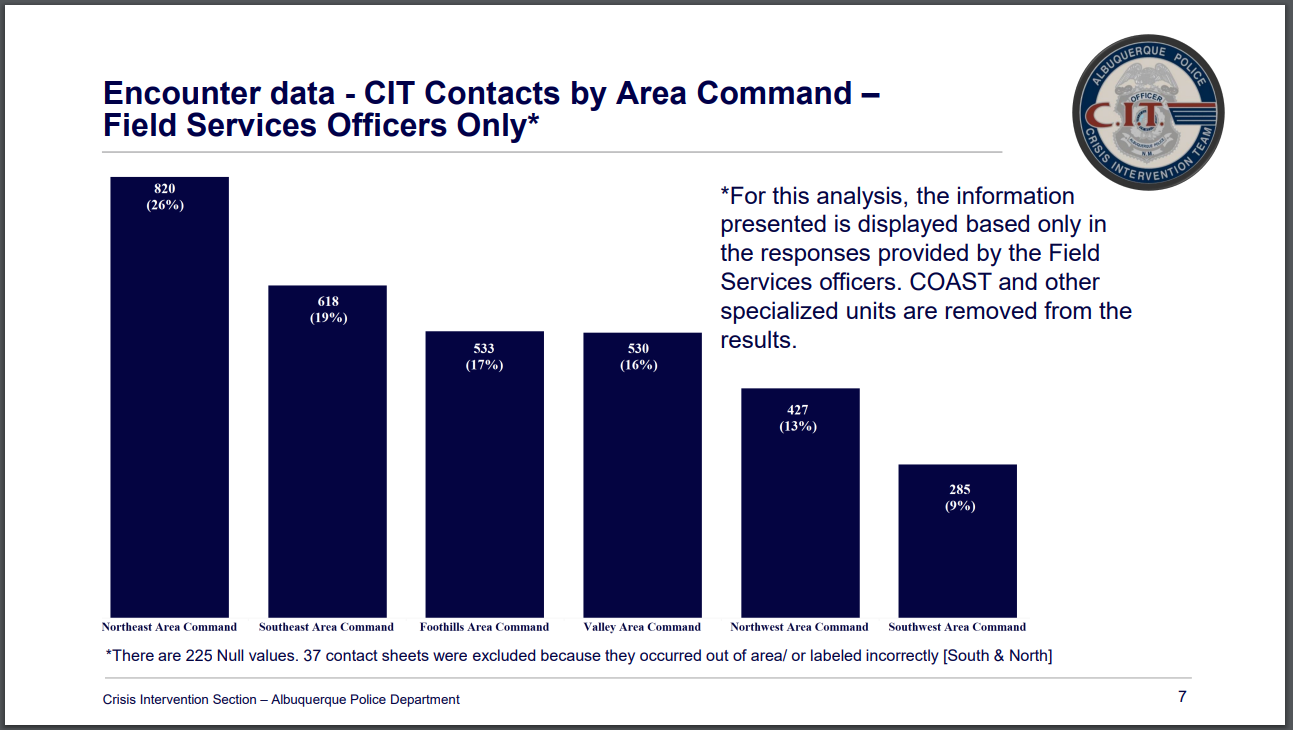 Encounter data - CIT Contacts by Area Command –
Field Services Officers Only*
ALBUQUERQUE POLICE
OFFICER
C.I.T.
ALBUQUERQUE POLICE
N.M.
CRISIS INTERVENTION TEAM
*For this analysis, the information
presented is displayed based only in
the responses provided by the Field
Services officers. COAST and other
specialized units are removed from the
results.
820
(26%)
618
(19%)
533
(17%)
530
(16%)
427
(13%)
285
(9%)
Northeast Area Command
Southeast Area Command
Foothills Area Command
Valley Area Command
Northwest Area Command
Southwest Area Command
*There are 225 Null values. 37 contact sheets were excluded because they occurred out of area/ or labeled incorrectly [South & North]
Crisis Intervention Section – Albuquerque Police Department
7